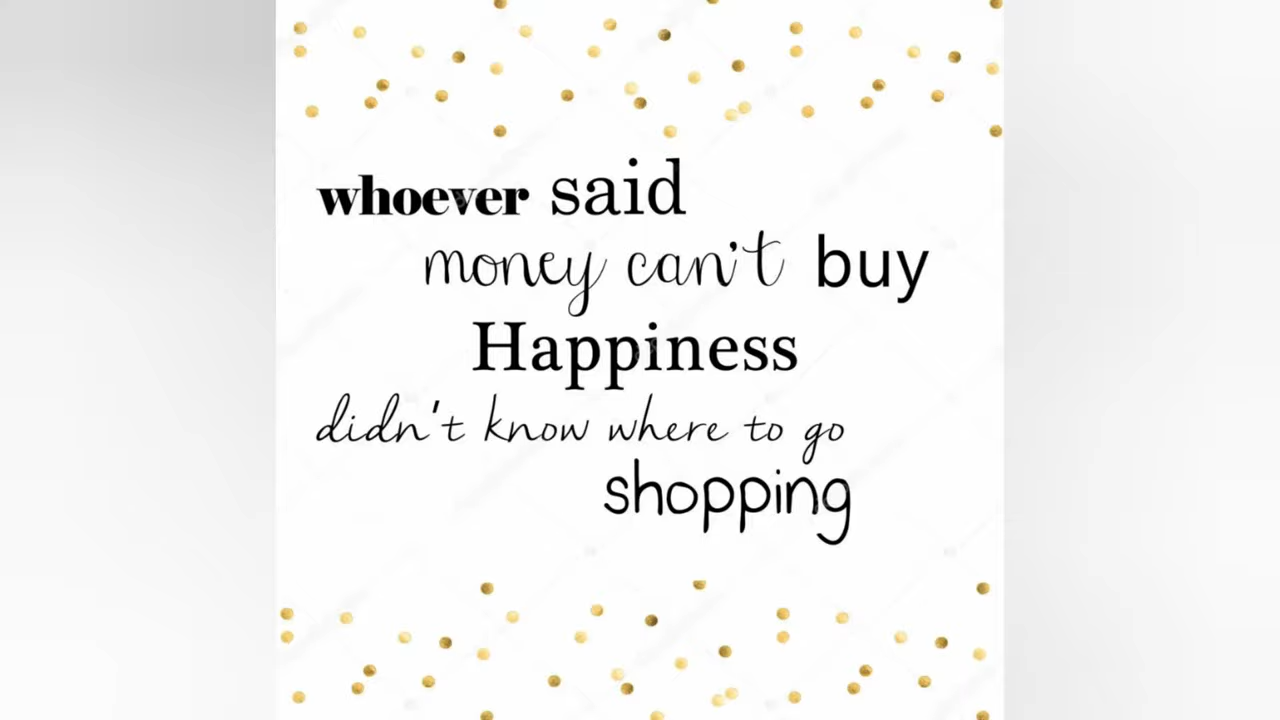 whoever said
money can't buy
Happiness
didn't know where to go
shopping